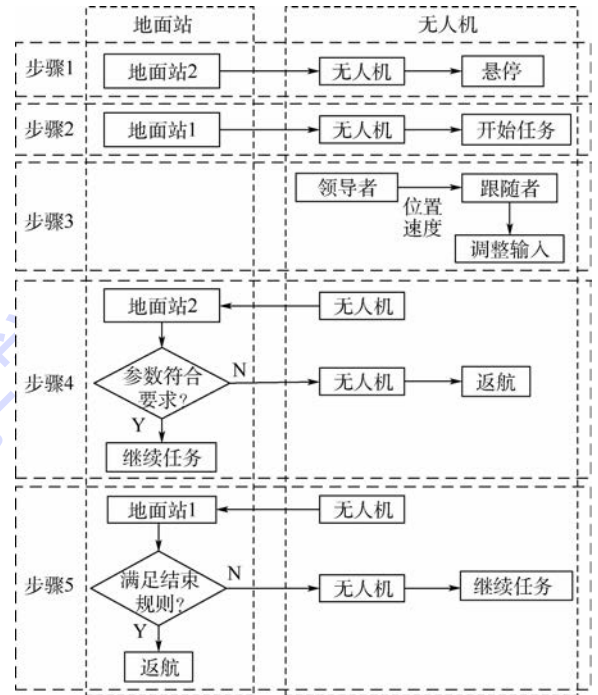 地面站 无人机
步骤1 地面站2 无人机 悬停
步骤2 地面站1 无人机 开始任务
领导者 跟随者
步骤3 位置
速度
调整输入
地面站2 无人机
步骤4 参数符合
要求? N 无人机 返航
Y
继续任务
地面站1 无人机
步骤5 满足结束
规则? N 无人机 继续任务
Y
返航